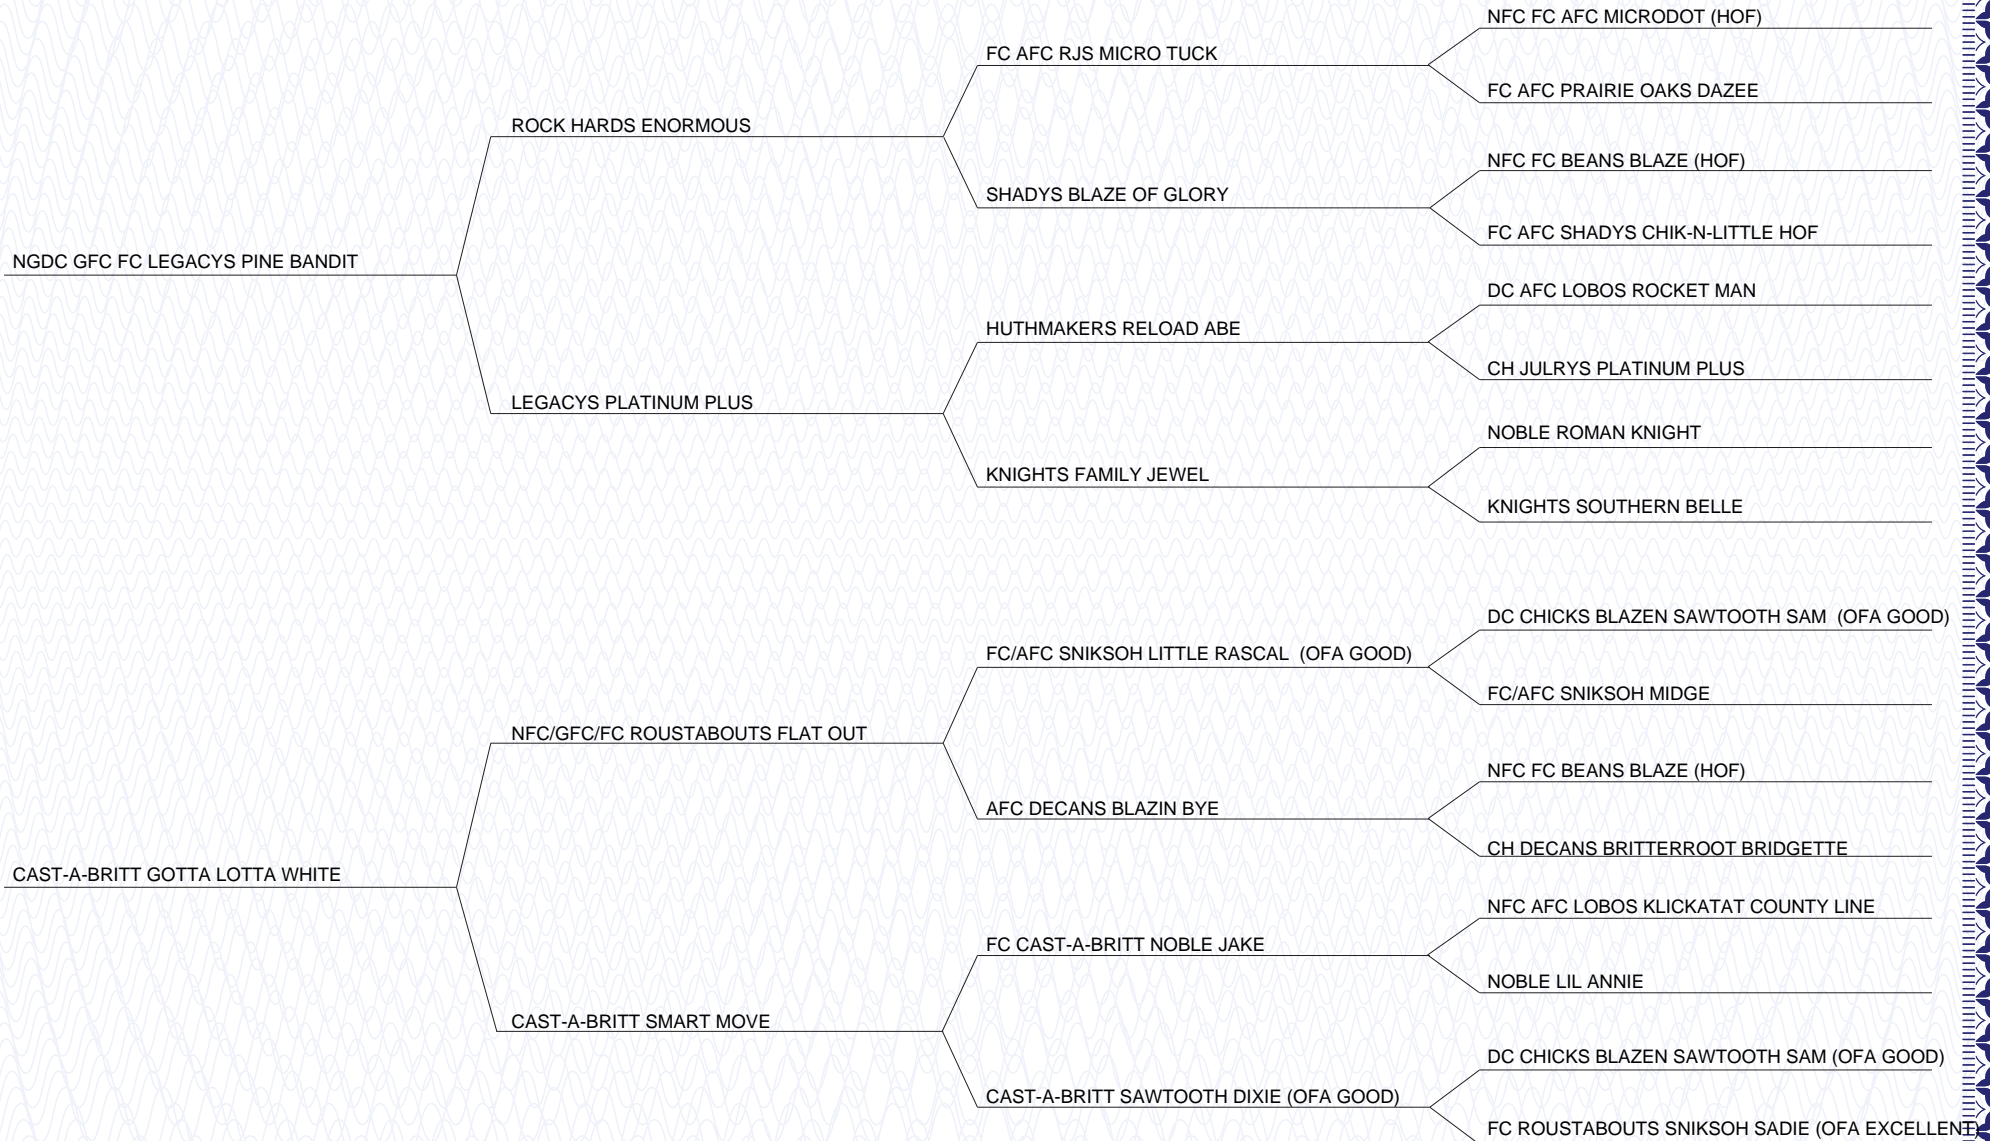 NFC FC AFC MICRODOT (HOF)
FC AFC RJS MICRO TUCK
FC AFC PRAIRIE OAKS DAZEE
ROCK HARDS ENORMOUS
NFC FC BEANS BLAZE (HOF)
SHADYS BLAZE OF GLORY
FC AFC SHADYS CHIK-N-LITTLE HOF
NGDC GFC FC LEGACYS PINE BANDIT
DC AFC LOBOS ROCKET MAN
HUTHMAKERS RELOAD ABE
CH JULRYS PLATINUM PLUS
LEGACYS PLATINUM PLUS
NOBLE ROMAN KNIGHT
KNIGHTS FAMILY JEWEL
KNIGHTS SOUTHERN BELLE
DC CHICKS BLAZEN SAWTOOTH SAM (OFA GOOD)
FC/AFC SNIKSOH LITTLE RASCAL (OFA GOOD)
FC/AFC SNIKSOH MIDGE
NFC/GFC/FC ROUSTABOUTS FLAT OUT
NFC FC BEANS BLAZE (HOF)
AFC DECANS BLAZIN BYE
CH DECANS BRITTERROOT BRIDGETTE
CAST-A-BRITT GOTTA LOTTA WHITE
NFC AFC LOBOS KLICKATAT COUNTY LINE
FC CAST-A-BRITT NOBLE JAKE
NOBLE LIL ANNIE
CAST-A-BRITT SMART MOVE
DC CHICKS BLAZEN SAWTOOTH SAM (OFA GOOD)
CAST-A-BRITT SAWTOOTH DIXIE (OFA GOOD)
FC ROUSTABOUTS SNIKSOH SADIE (OFA EXCELLENT)